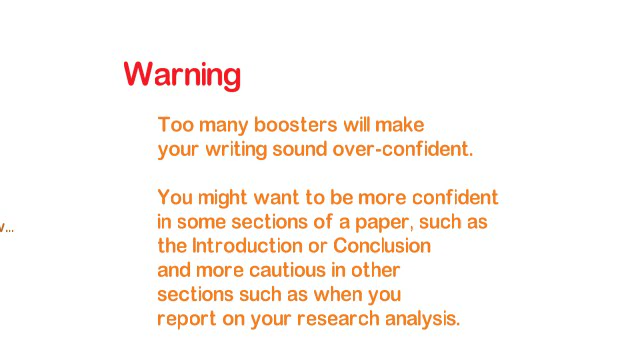 Warning
Too many boosters will make
your writing sound over-confident.
You might want to be more confident
in some sections of a paper, such as
the Introduction or Conclusion
and more cautious in other
sections such as when you
report on your research analysis.